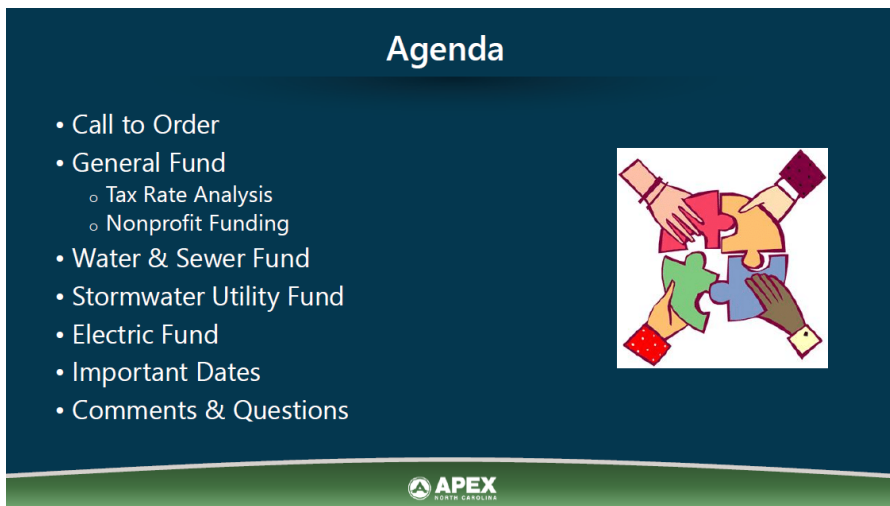 Agenda
• Call to Order
• General Fund
o Tax Rate Analysis
o Nonprofit Funding
• Water & Sewer Fund
• Stormwater Utility Fund
• Electric Fund
• Important Dates
• Comments & Questions
APEX
NORTH CAROLINA